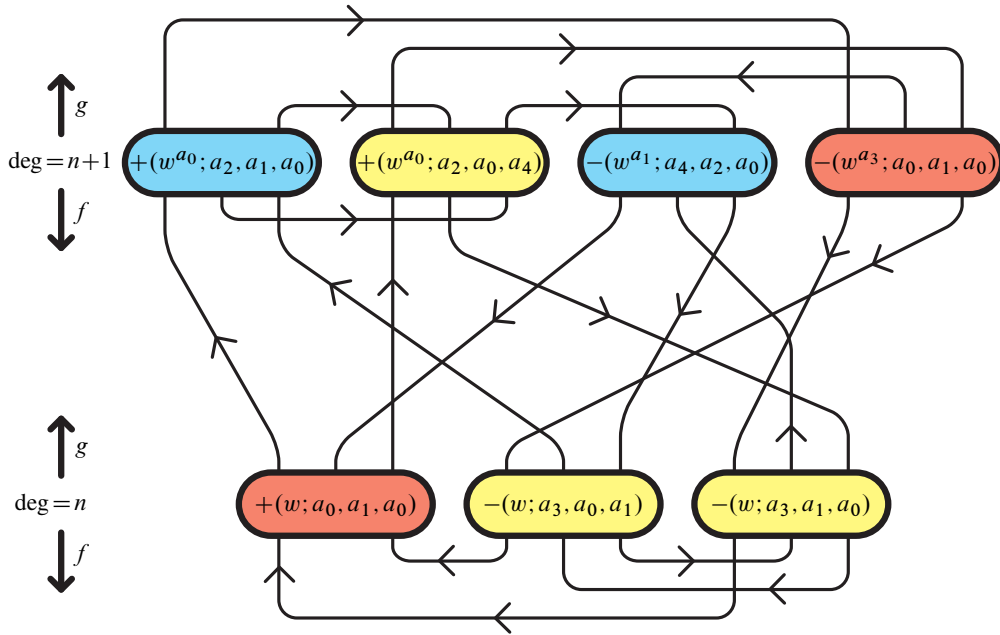 g
deg = n+1
+(w^{a_0}; a_2, a_1, a_0)
+(w^{a_0}; a_2, a_0, a_4)
−(w^{a_1}; a_4, a_2, a_0)
−(w^{a_3}; a_0, a_1, a_0)
f
g
deg = n
+(w; a_0, a_1, a_0)
−(w; a_3, a_0, a_1)
−(w; a_3, a_1, a_0)
f